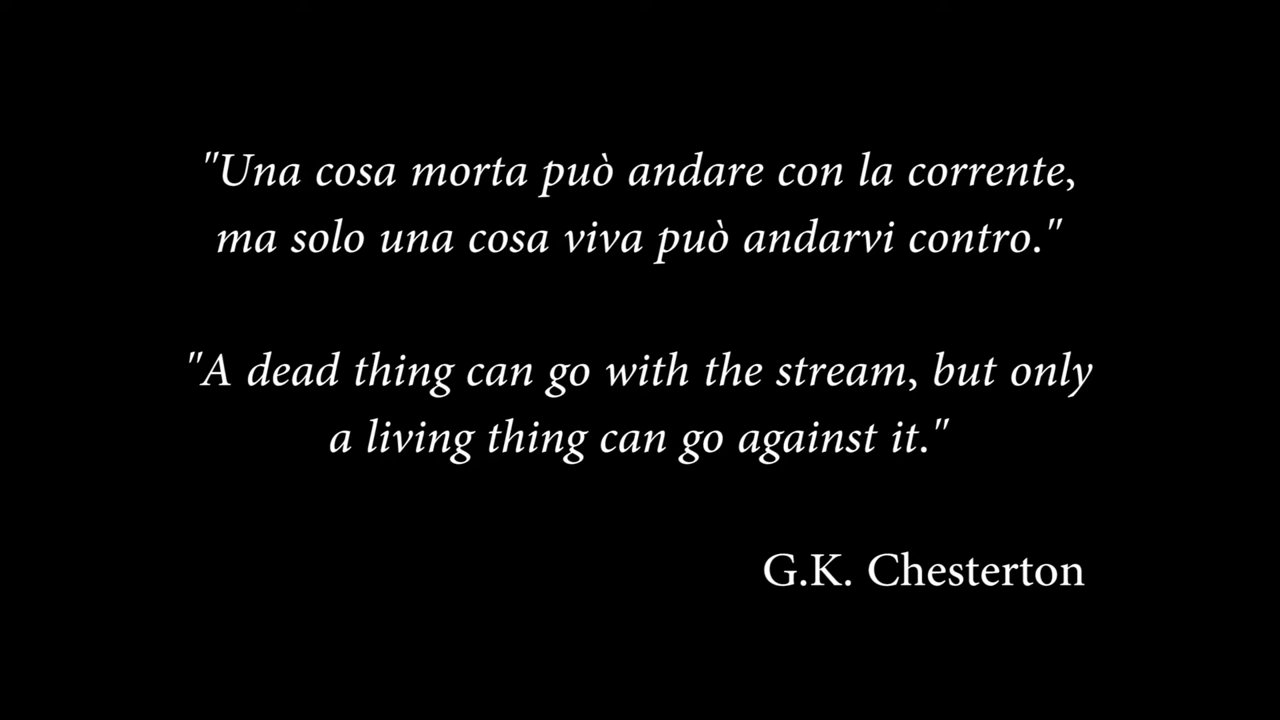 "Una cosa morta può andare con la corrente,
ma solo una cosa viva può andarvi contro."
"A dead thing can go with the stream, but only
a living thing can go against it."
G.K. Chesterton